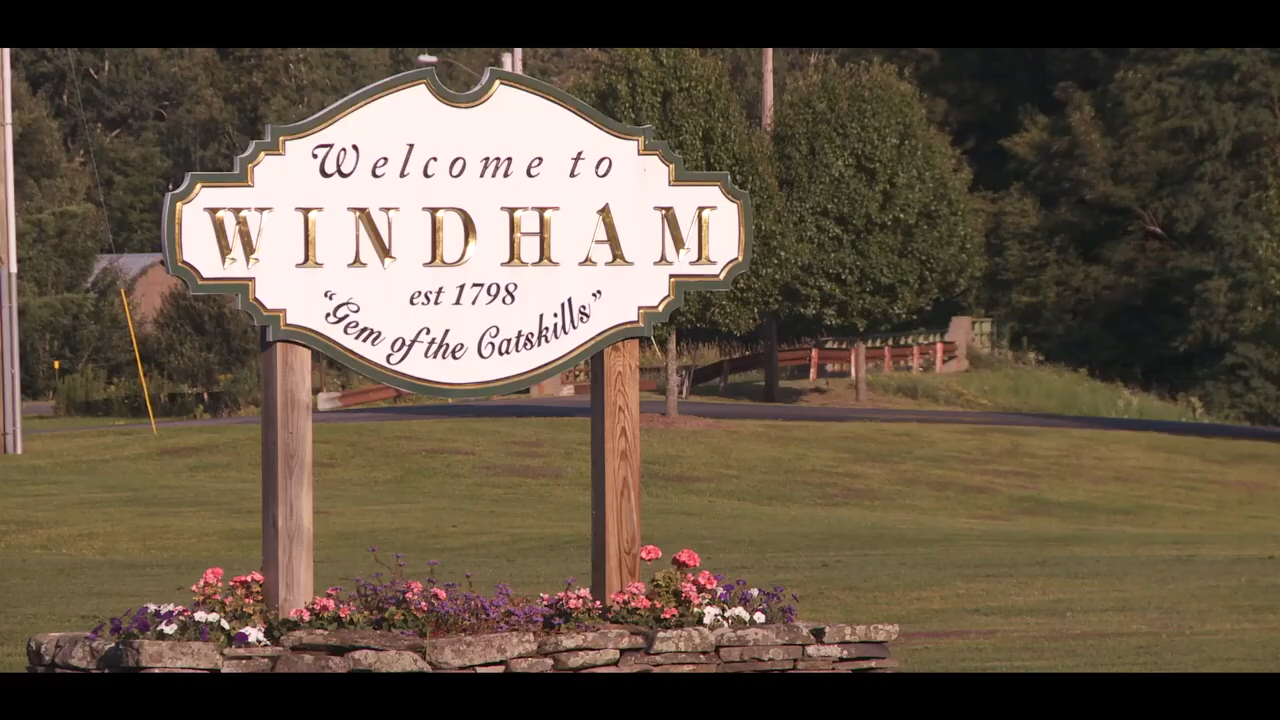 Welcome to
WINDHAM
est 1798
“Gem of the Catskills”